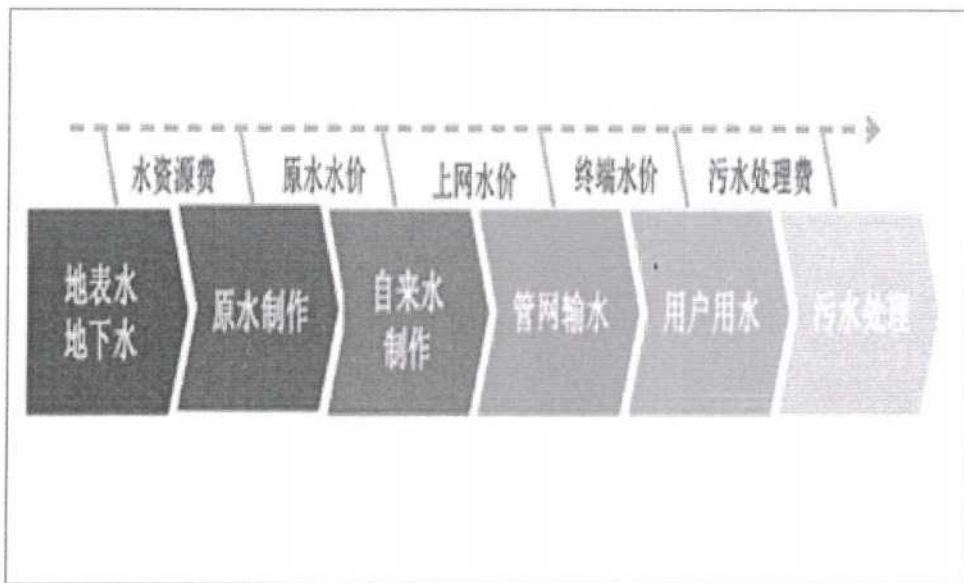 水资源费
原水水价
上网水价
终端水价
污水处理费
地表水
地下水
原水制作
自来水
制作
管网输水
用户用水
污水处理